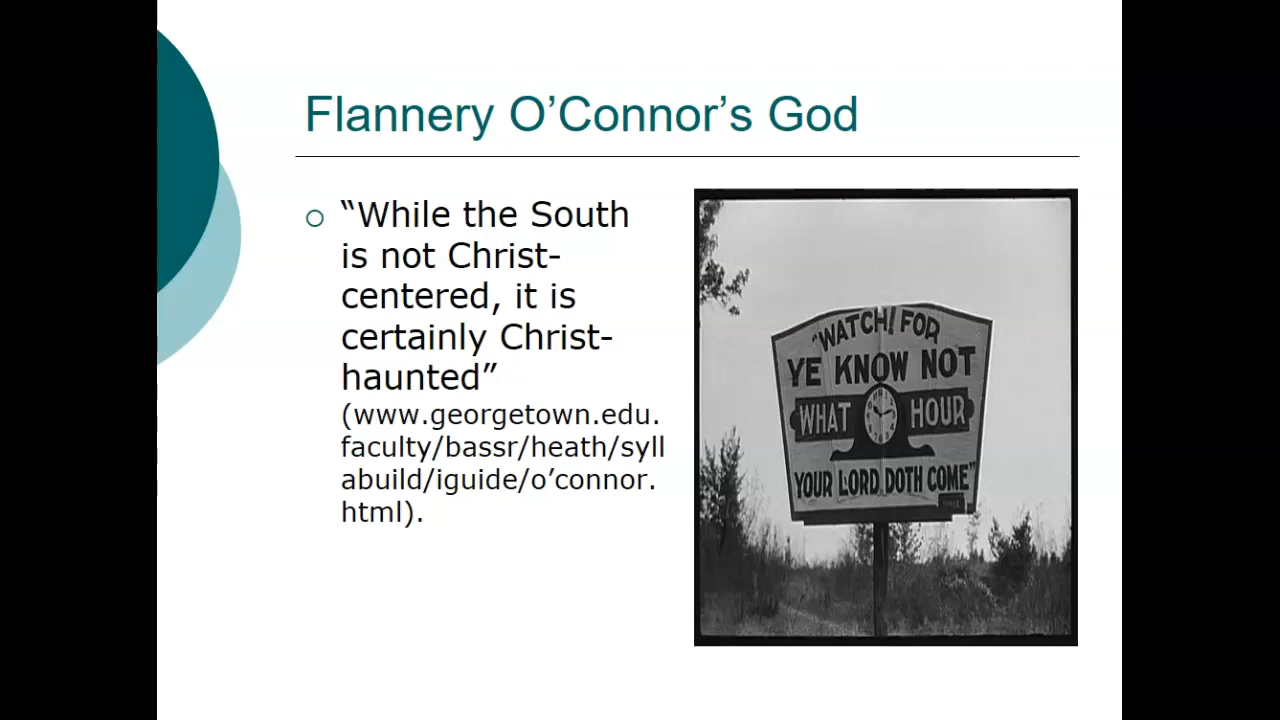 Flannery O’Connor’s God
“While the South
is not Christ-
centered, it is
certainly Christ-
haunted”
(www.georgetown.edu.
faculty/bassr/heath/syll
abuild/iguide/o’connor.
html).
"WATCH! FOR
YE KNOW NOT
WHAT HOUR
YOUR LORD DOTH COME"